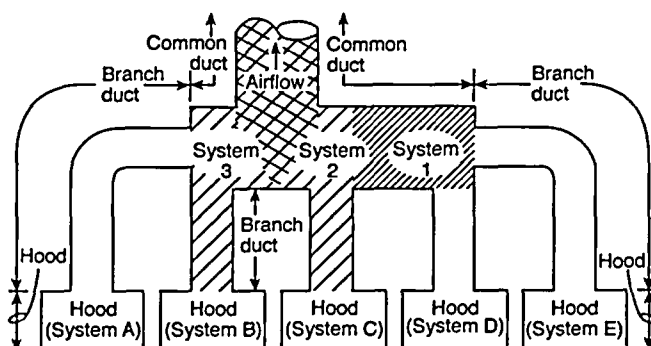 Common
duct
Common
duct
Branch
duct
Airflow
Branch
duct
System
3
System
2
System
1
Branch
duct
Hood
Hood
Hood
(System A)
Hood
(System B)
Hood
(System C)
Hood
(System D)
Hood
(System E)